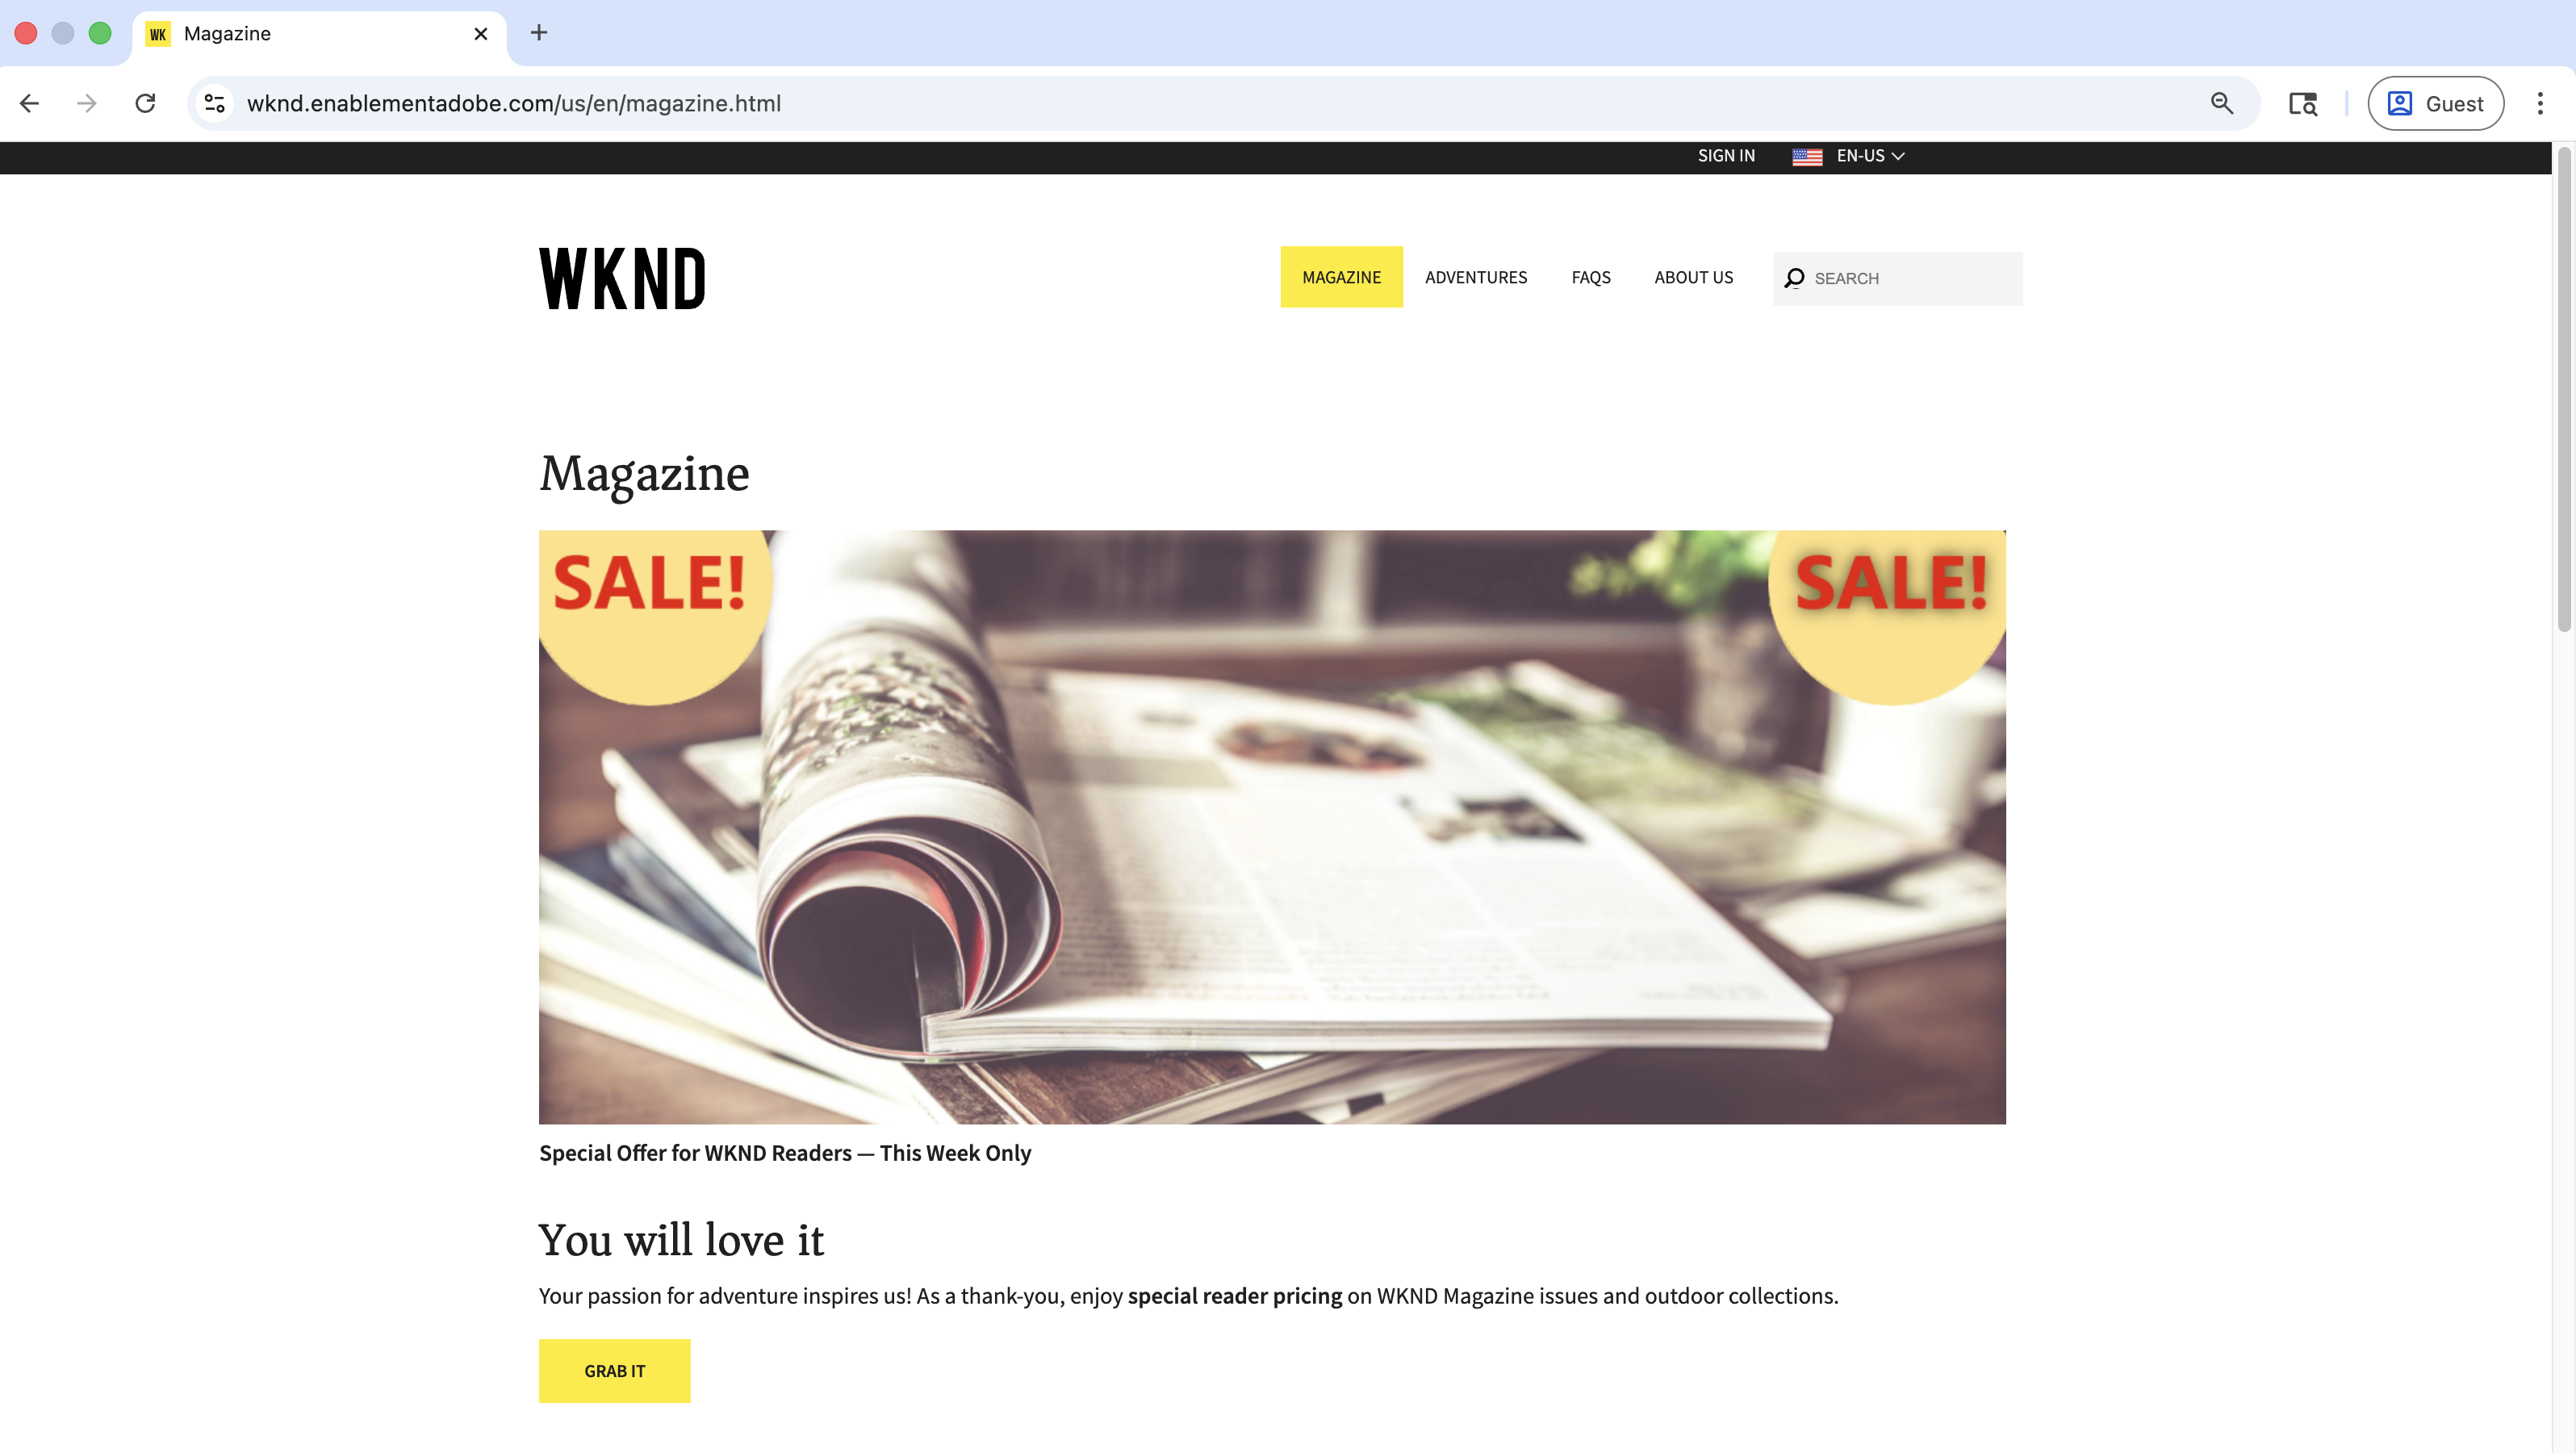 WK Magazine
wknd.enablementadobe.com/us/en/magazine.html
Guest
SIGN IN
EN-US
WKND
MAGAZINE
ADVENTURES
FAQS
ABOUT US
SEARCH
Magazine
SALE!
SALE!
Special Offer for WKND Readers — This Week Only
You will love it
Your passion for adventure inspires us! As a thank-you, enjoy special reader pricing on WKND Magazine issues and outdoor collections.
GRAB IT